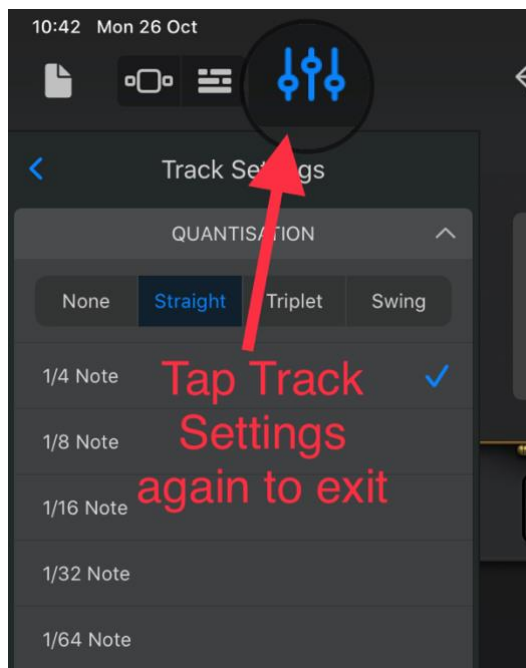 10:42 Mon 26 Oct
Track Settings
QUANTISATION
None Straight Triplet Swing
1/4 Note
1/8 Note
1/16 Note
1/32 Note
1/64 Note
Tap Track
Settings
again to exit